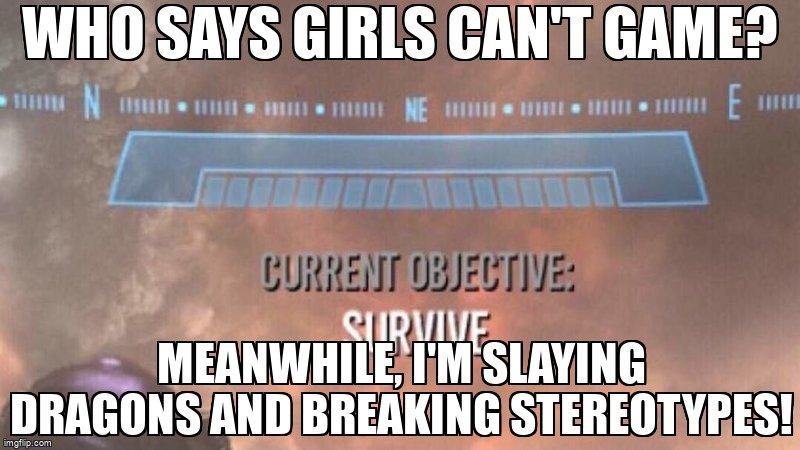 WHO SAYS GIRLS CAN'T GAME?
N NE E
CURRENT OBJECTIVE:
SURVIVE
MEANWHILE, I'M SLAYING
DRAGONS AND BREAKING STEREOTYPES!
imgflip.com